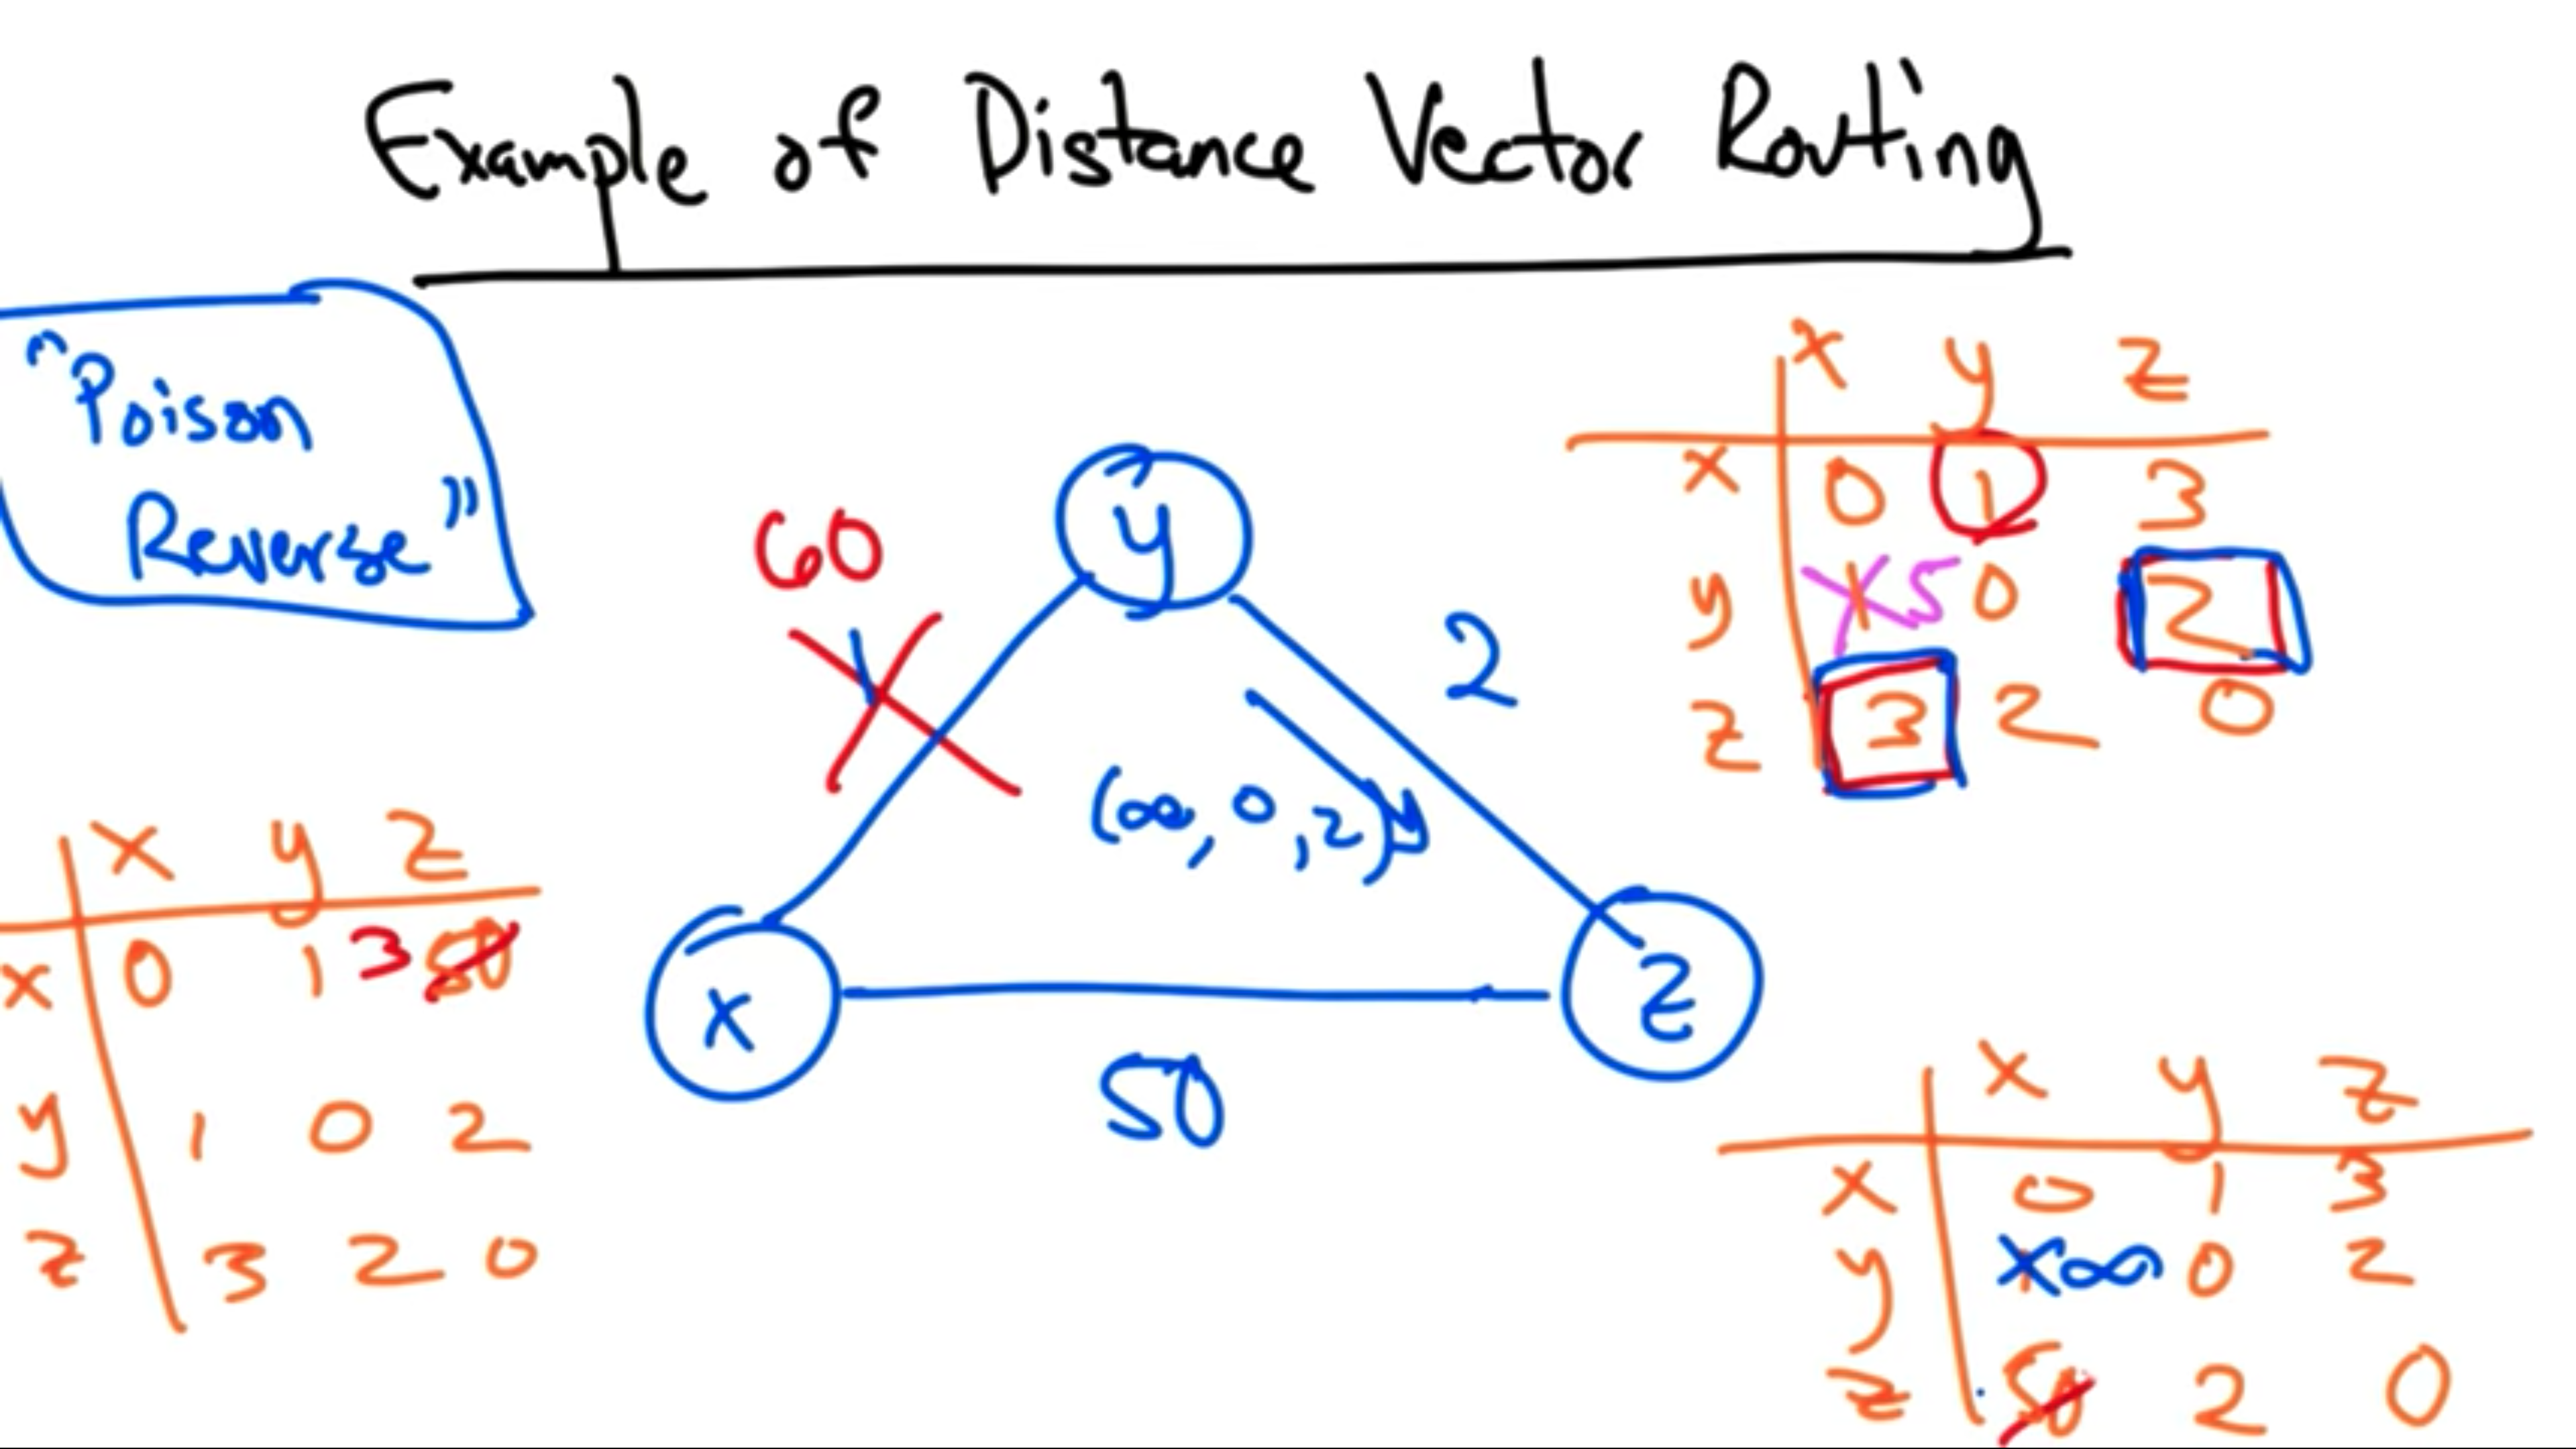 Example of Distance Vector Routing
"Poison
Reverse"
x y z
x 0 1 3
y 1 5 0 2
z 3 2 0
60
1
y
2
(∞, 0, 2)
x
z
50
x y z
x 0 1 3 50
y 1 0 2
z 3 2 0
x y z
x 0 1 3
y 1 ∞ 0 2
z 50 2 0